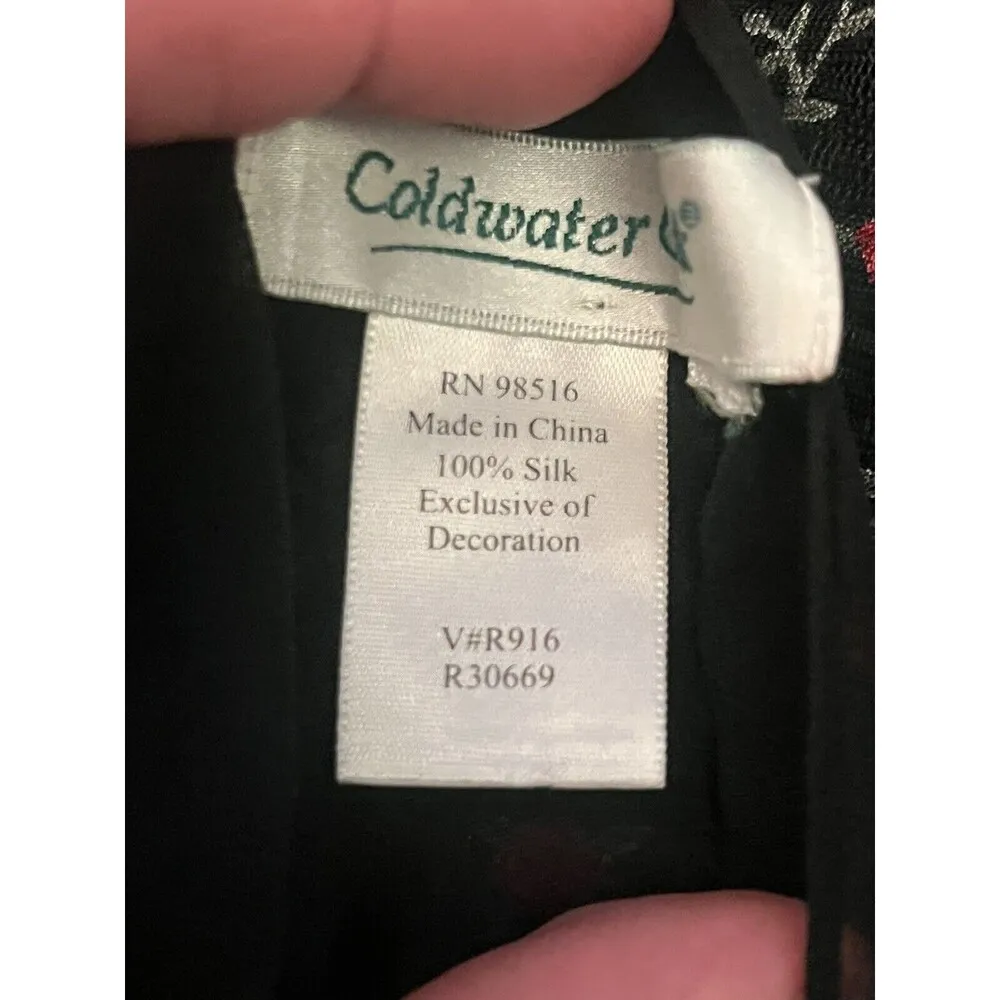 Coldwater
RN 98516
Made in China
100% Silk
Exclusive of
Decoration
V#R916
R30669